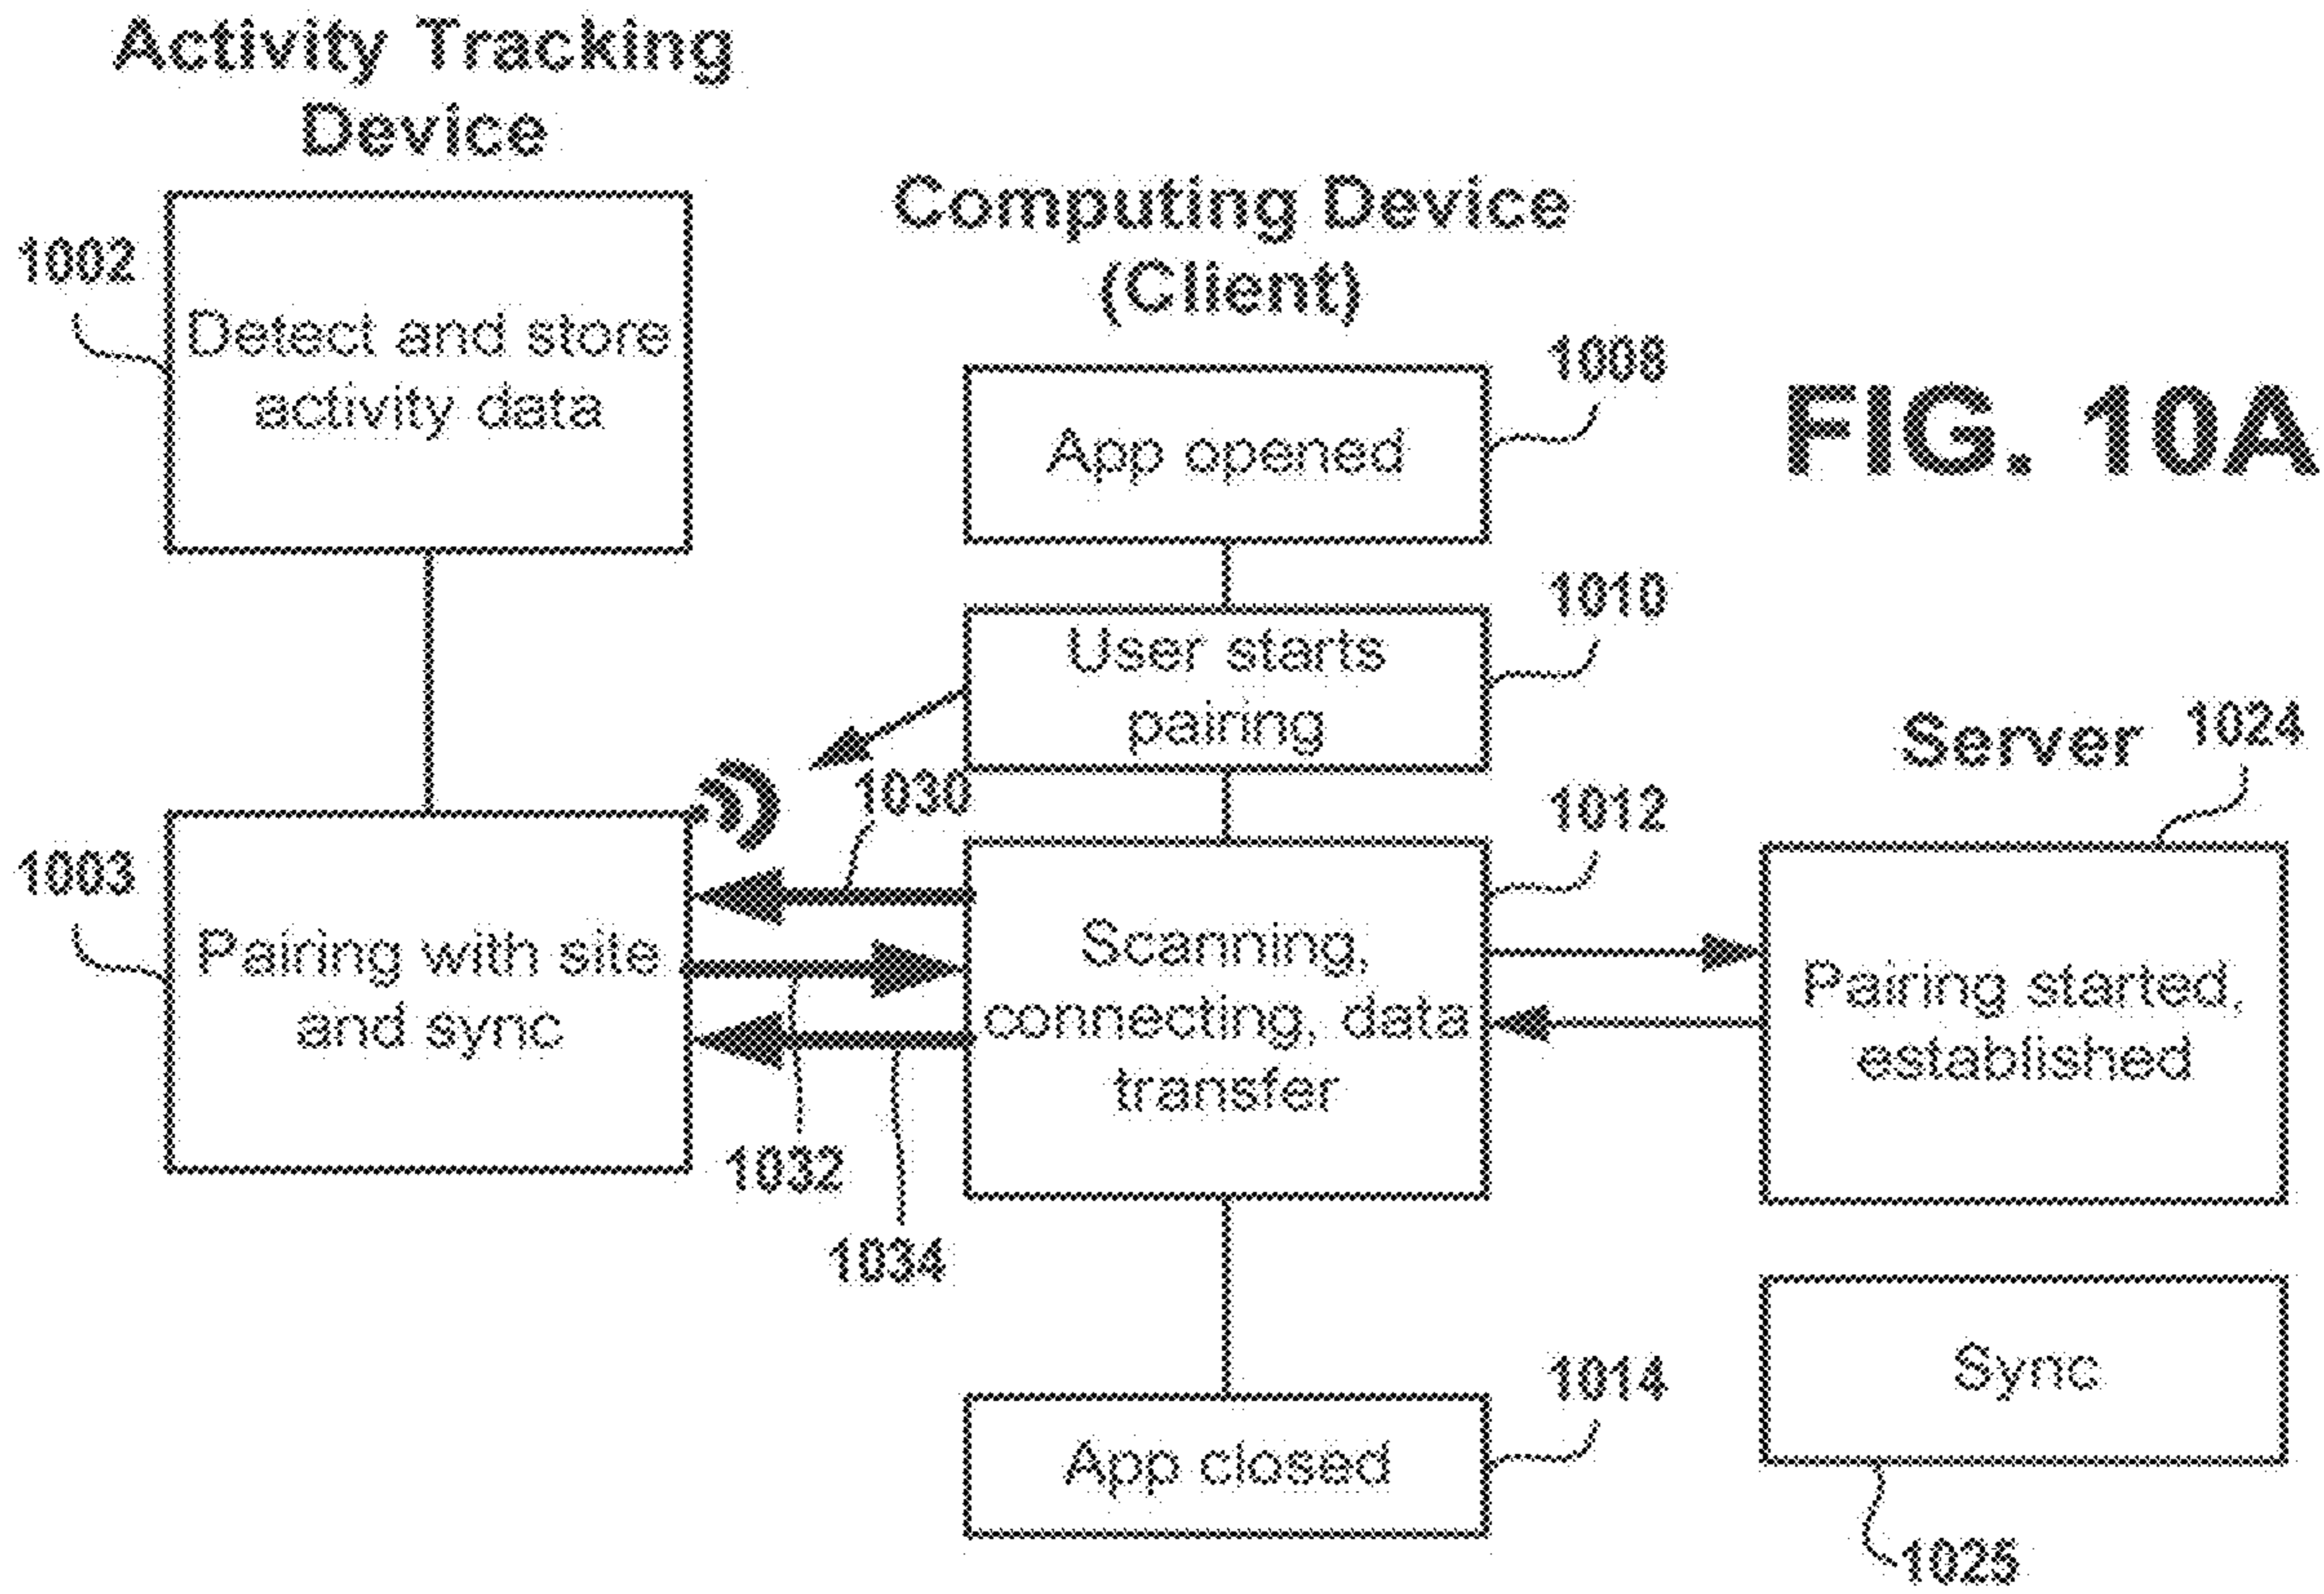 Activity Tracking
Device
1002
Detect and store
activity data
1003
Pairing with site
and sync
Computing Device
(Client)
1008
App opened
1010
User starts
pairing
1030
1012
Scanning,
connecting, data
transfer
1032
1034
1014
App closed
FIG. 10A
Server
1024
Pairing started,
established
Sync
1025